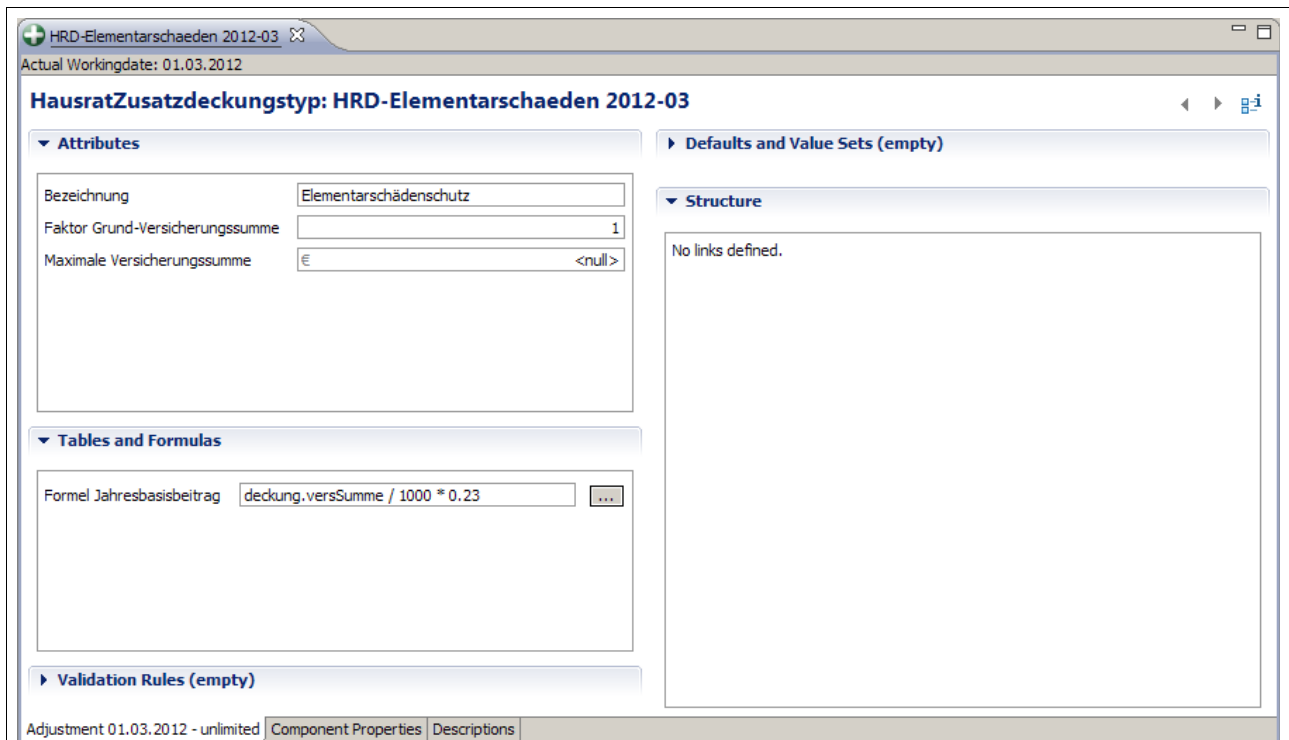 HRD-Elementarschaeden 2012-03
Actual Workingdate: 01.03.2012
HausratZusatzdeckungstyp: HRD-Elementarschaeden 2012-03
Attributes
Bezeichnung Elementarschädenschutz
Faktor Grund-Versicherungssumme 1
Maximale Versicherungssumme € <null>
Tables and Formulas
Formel Jahresbasisbeitrag deckung.versSumme / 1000 * 0.23 ...
Validation Rules (empty)
Defaults and Value Sets (empty)
Structure
No links defined.
Adjustment 01.03.2012 - unlimited Component Properties Descriptions